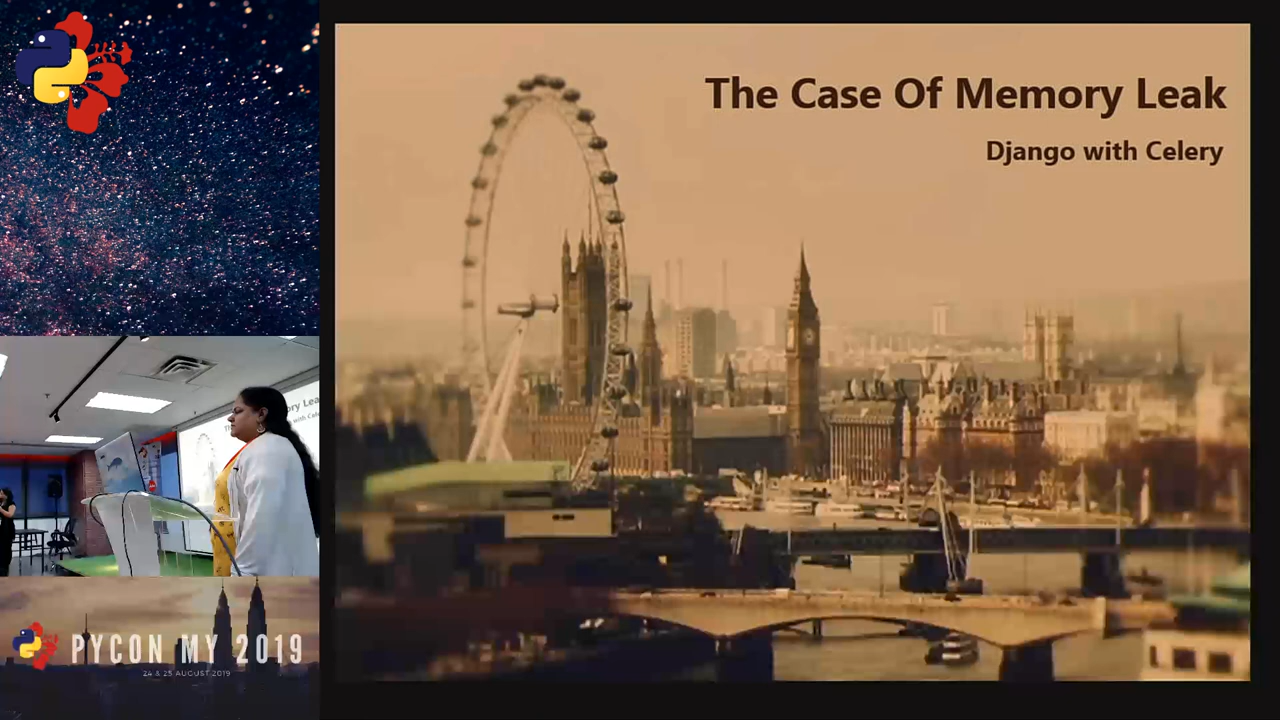 The Case Of Memory Leak
Django with Celery
PYCON MY 2019
24 & 25 AUGUST 2019